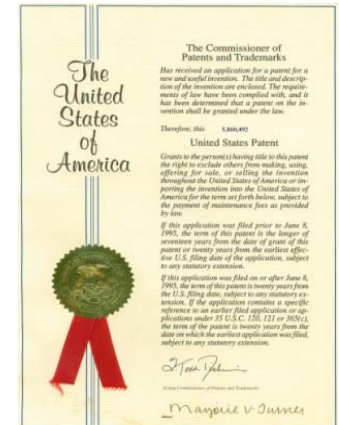 The
United
States
of
America
The Commissioner of
Patents and Trademarks
Has received an application for a patent for a
new and useful invention. The title and descrip-
tion of the invention are enclosed. The require-
ments of law have been complied with, and it
has been determined that a patent on the in-
vention shall be granted under the law.
Therefore, this 5,860,492
United States Patent
Grants to the person(s) having title to this patent
the right to exclude others from making, using,
offering for sale, or selling the invention
throughout the United States of America or im-
porting the invention into the United States of
America for the term set forth below, subject to
the payment of maintenance fees as provided
by law.
If this application was filed prior to June 8,
1995, the term of this patent is the longer of
seventeen years from the date of grant of this
patent or twenty years from the earliest effec-
tive U.S. filing date of the application, subject
to any statutory extension.
If this application was filed on or after June 8,
1995, the term of this patent is twenty years from
the U.S. filing date, subject to any statutory ex-
tension. If the application contains a specific
reference to an earlier filed application or ap-
plications under 35 U.S.C. 120, 121 or 365(c),
the term of the patent is twenty years from the
date on which the earliest application was filed,
subject to any statutory extension.
Acting Commissioner of Patents and Trademarks
Marjorie V. Turner